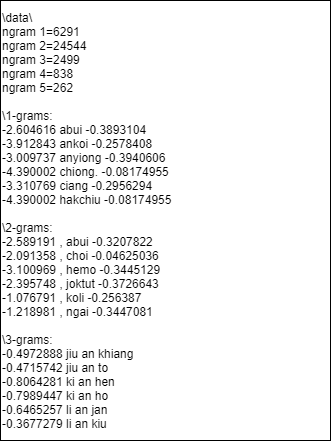 \data\
ngram 1=6291
ngram 2=24544
ngram 3=2499
ngram 4=838
ngram 5=262
\1-grams:
-2.604616 abui -0.3893104
-3.912843 ankoi -0.2578408
-3.009737 anyiong -0.3940606
-4.390002 chiong. -0.08174955
-3.310769 ciang -0.2956294
-4.390002 hakchiu -0.08174955
\2-grams:
-2.589191 , abui -0.3207822
-2.091358 , choi -0.04625036
-3.100969 , hemo -0.3445129
-2.395748 , joktut -0.3726643
-1.076791 , koli -0.256387
-1.218981 , ngai -0.3447081
\3-grams:
-0.4972888 jiu an khiang
-0.4715742 jiu an to
-0.8064281 ki an hen
-0.7989447 ki an ho
-0.6465257 li an jan
-0.3677279 li an kiu